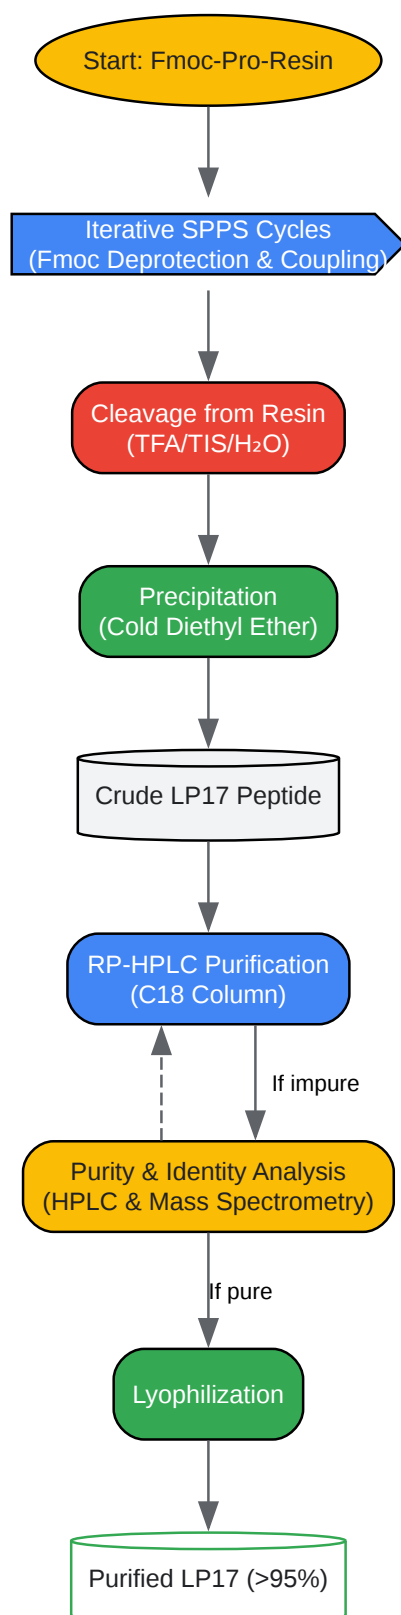 Start: Fmoc-Pro-Resin
Iterative SPPS Cycles
(Fmoc Deprotection & Coupling)
Cleavage from Resin
(TFA/TIS/H₂O)
Precipitation
(Cold Diethyl Ether)
Crude LP17 Peptide
RP-HPLC Purification
(C18 Column)
If impure
Purity & Identity Analysis
(HPLC & Mass Spectrometry)
If pure
Lyophilization
Purified LP17 (>95%)